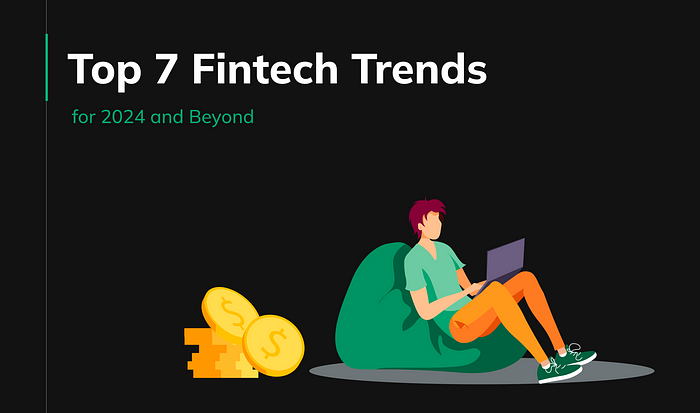 Top 7 Fintech Trends
for 2024 and Beyond
$
$